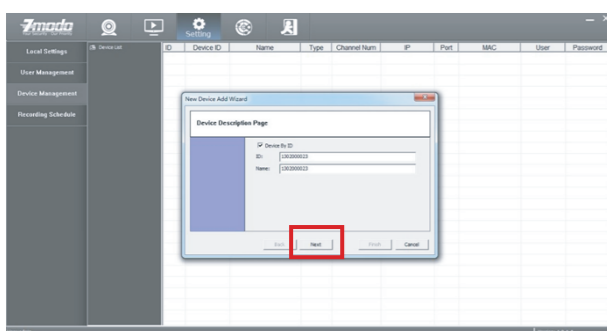 Zmodo
Setting
Local Settings
User Management
Device Management
Recording Schedule
Device List
ID Device ID Name Type Channel Num IP Port MAC User Password
New Device Add Wizard
Device Description Page
Device By ID
ID: 1302000023
Name: 1302000023
Back Next Finish Cancel